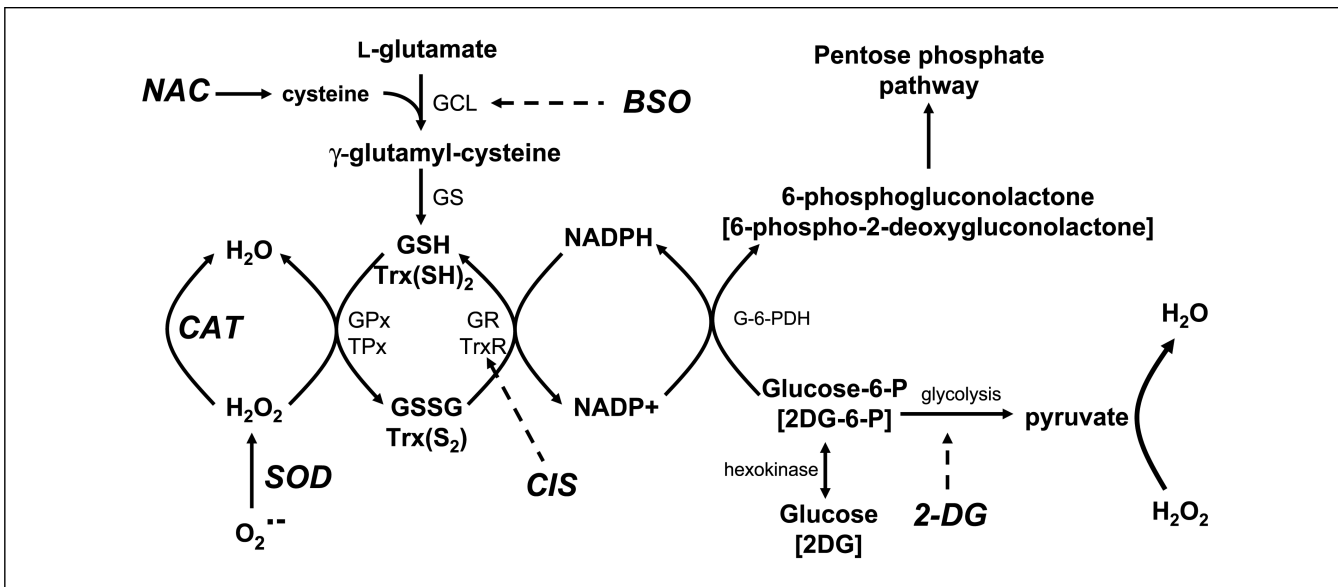 L-glutamate
NAC
cysteine
GCL
BSO
γ-glutamyl-cysteine
GS
GSH
Trx(SH)₂
H₂O
CAT
GPx
TPx
GR
TrxR
H₂O₂
GSSG
Trx(S₂)
SOD
O₂··-
CIS
NADPH
NADP+
G-6-PDH
Pentose phosphate
pathway
6-phosphogluconolactone
[6-phospho-2-deoxygluconolactone]
Glucose-6-P
[2DG-6-P]
glycolysis
pyruvate
hexokinase
Glucose
[2DG]
2-DG
H₂O
H₂O₂